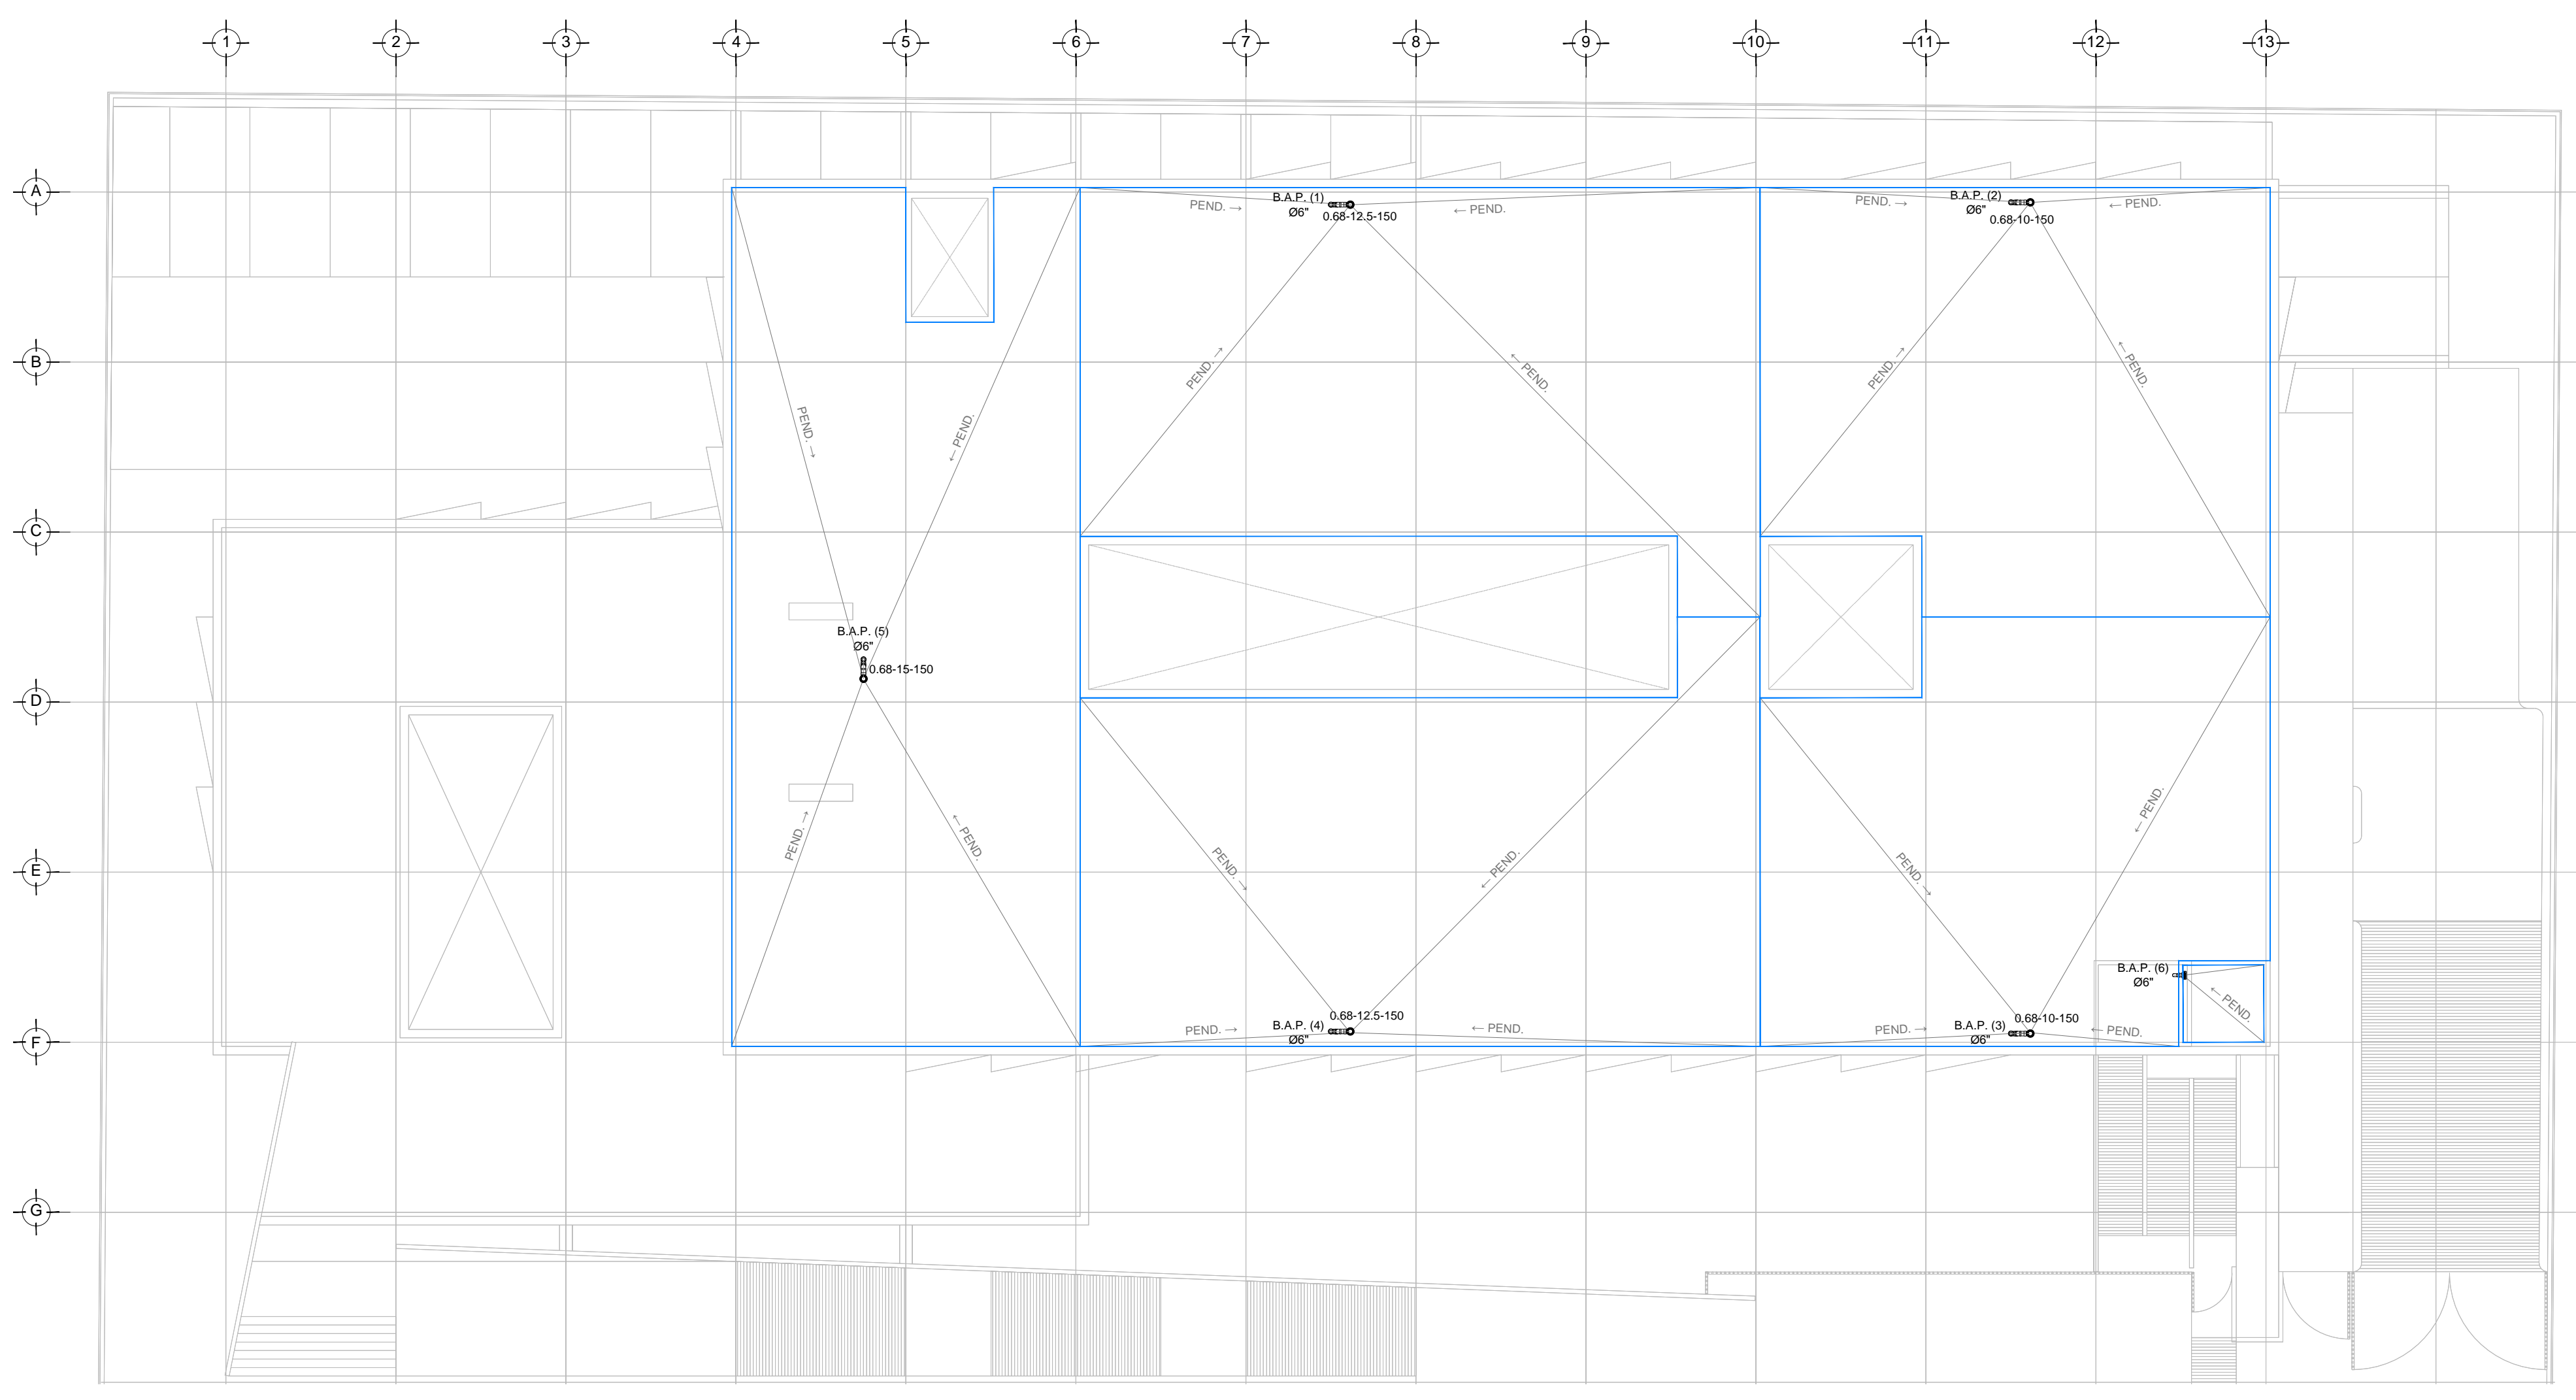 1 2 3 4 5 6 7 8 9 10 11 12 13
A
B.A.P. (1)
Ø6"
0.68-12.5-150
PEND. →
← PEND.
B.A.P. (2)
Ø6"
0.68-10-150
PEND. →
← PEND.
B
PEND. →
← PEND.
PEND. →
← PEND.
PEND. →
← PEND.
C
B.A.P. (5)
Ø6"
0.68-15-150
D
PEND. →
← PEND.
PEND. →
← PEND.
PEND. →
← PEND.
E
B.A.P. (6)
Ø6"
← PEND.
F
PEND. →
B.A.P. (4)
Ø6"
0.68-12.5-150
← PEND.
PEND. →
B.A.P. (3)
Ø6"
0.68-10-150
← PEND.
G